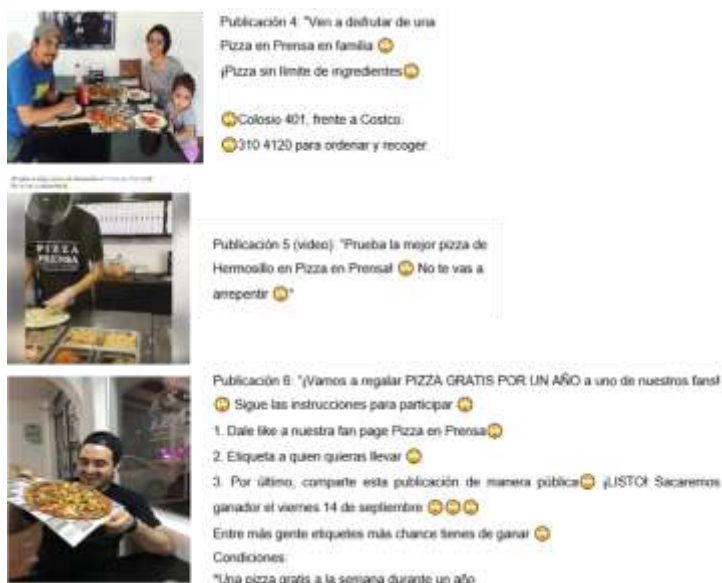 Publicación 4: "Ven a disfrutar de una
Pizza en Prensa en familia
¡Pizza sin límite de ingredientes
Colosio 401, frente a Costco.
310 4120 para ordenar y recoger.
PIZZA
PRENSA
Publicación 5 (video): "Prueba la mejor pizza de
Hermosillo en Pizza en Prensa! No te vas a
arrepentir "
Publicación 6: "¡Vamos a regalar PIZZA GRATIS POR UN AÑO a uno de nuestros fans!
Sigue las instrucciones para participar
1. Dale like a nuestra fan page Pizza en Prensa
2. Etiqueta a quien quieras llevar
3. Por último, comparte esta publicación de manera pública ¡LISTO! Sacaremos
ganador el viernes 14 de septiembre
Entre más gente etiquetes más chance tienes de ganar
Condiciones:
*Una pizza gratis a la semana durante un año